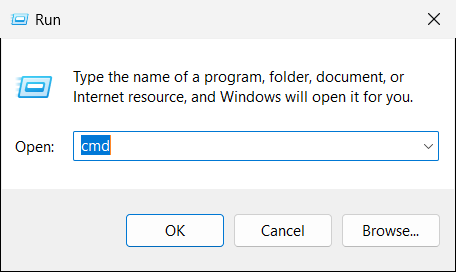 Run
Type the name of a program, folder, document, or
Internet resource, and Windows will open it for you.
Open: cmd
OK Cancel Browse...